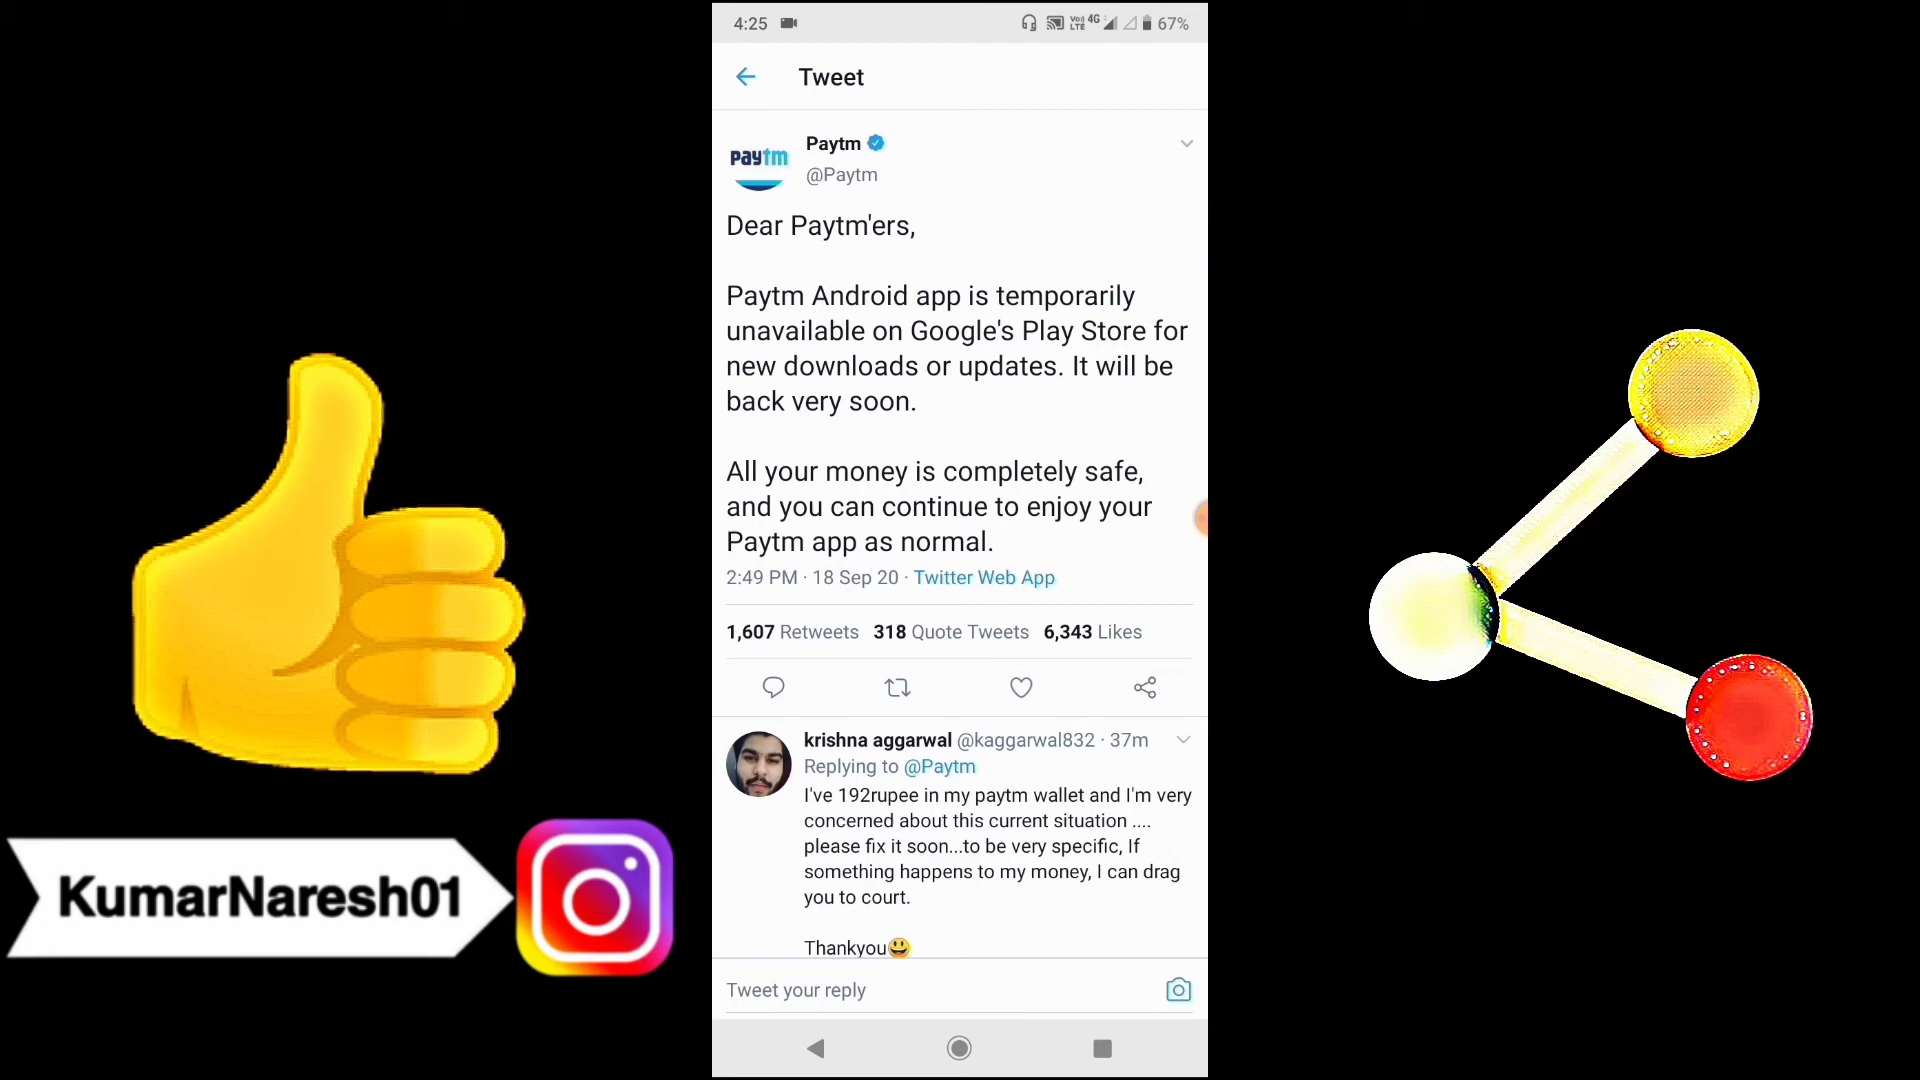 4:25
Vo) 4G LTE 67%
Tweet
Paytm
paytm
@Paytm
Dear Paytm'ers,
Paytm Android app is temporarily
unavailable on Google's Play Store for
new downloads or updates. It will be
back very soon.
All your money is completely safe,
and you can continue to enjoy your
Paytm app as normal.
2:49 PM · 18 Sep 20 · Twitter Web App
1,607 Retweets 318 Quote Tweets 6,343 Likes
krishna aggarwal @kaggarwal832 · 37m
Replying to @Paytm
I've 192rupee in my paytm wallet and I'm very
concerned about this current situation ....
please fix it soon...to be very specific, If
something happens to my money, I can drag
you to court.
Thankyou😃
Tweet your reply
KumarNaresh01